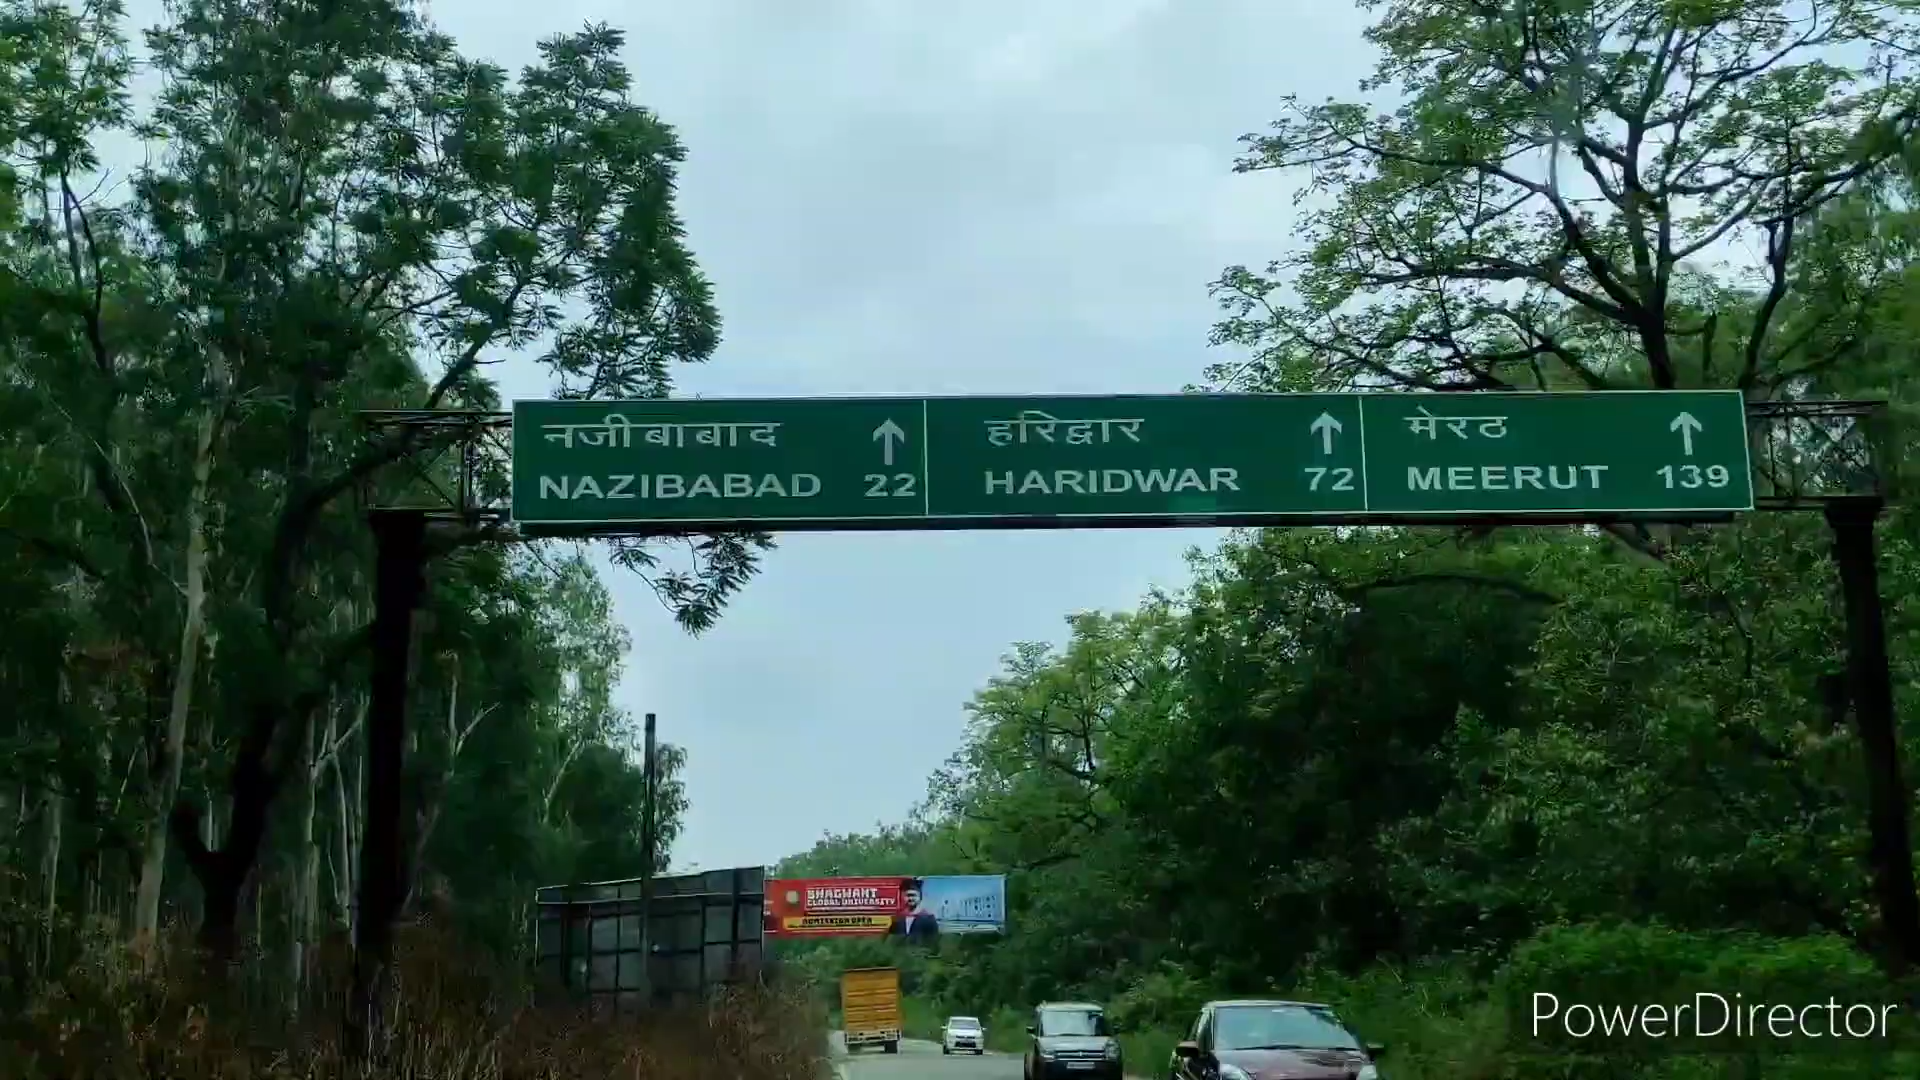 नजीबाबाद
NAZIBABAD 22
हरिद्वार
HARIDWAR 72
मेरठ
MEERUT 139
BHAGWANT
GLOBAL UNIVERSITY
ADMISSION OPEN
PowerDirector